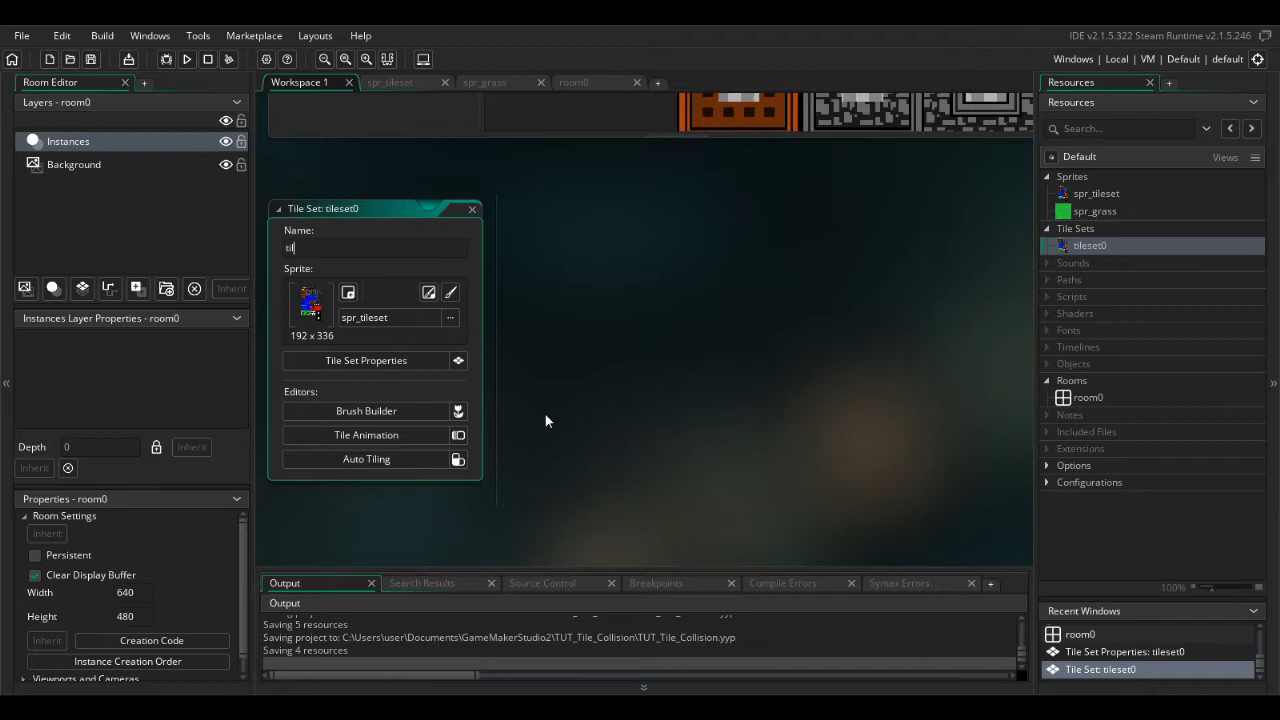 File Edit Build Windows Tools Marketplace Layouts Help IDE v2.1.5.322 Steam Runtime v2.1.5.246
Windows | Local | VM | Default | default
Room Editor
Workspace 1 spr_tileset spr_grass room0
Resources
Layers - room0
Resources
Search...
Instances
Background
Default Views
Sprites
spr_tileset
spr_grass
Tile Sets
tileset0
Sounds
Paths
Scripts
Shaders
Fonts
Timelines
Objects
Rooms
room0
Notes
Included Files
Extensions
Options
Configurations
Tile Set: tileset0
Name:
til
Sprite:
spr_tileset ...
192 x 336
Tile Set Properties
Editors:
Brush Builder
Tile Animation
Auto Tiling
Inherit
Instances Layer Properties - room0
Depth 0 Inherit
Inherit
Properties - room0
Room Settings
Inherit
Persistent
Clear Display Buffer
Width 640
Height 480
Inherit Creation Code
Instance Creation Order
Viewports and Cameras
Output Search Results Source Control Breakpoints Compile Errors Syntax Errors
Output
Saving 5 resources
Saving project to: C:\Users\user\Documents\GameMakerStudio2\TUT_Tile_Collision\TUT_Tile_Collision.yyp
Saving 4 resources
100%
Recent Windows
room0
Tile Set Properties: tileset0
Tile Set: tileset0